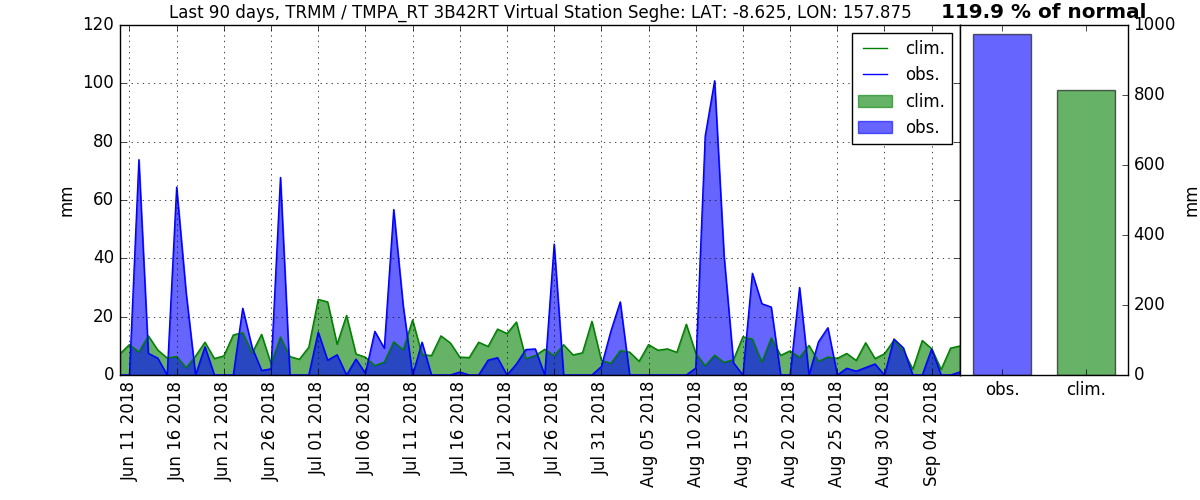 Last 90 days, TRMM / TMPA_RT 3B42RT Virtual Station Seghe: LAT: -8.625, LON: 157.875
119.9 % of normal
120
100
80
60
40
20
0
mm
clim.
obs.
clim.
obs.
Jun 11 2018
Jun 16 2018
Jun 21 2018
Jun 26 2018
Jul 01 2018
Jul 06 2018
Jul 11 2018
Jul 16 2018
Jul 21 2018
Jul 26 2018
Jul 31 2018
Aug 05 2018
Aug 10 2018
Aug 15 2018
Aug 20 2018
Aug 25 2018
Aug 30 2018
Sep 04 2018
1000
800
600
400
200
0
mm
obs. clim.